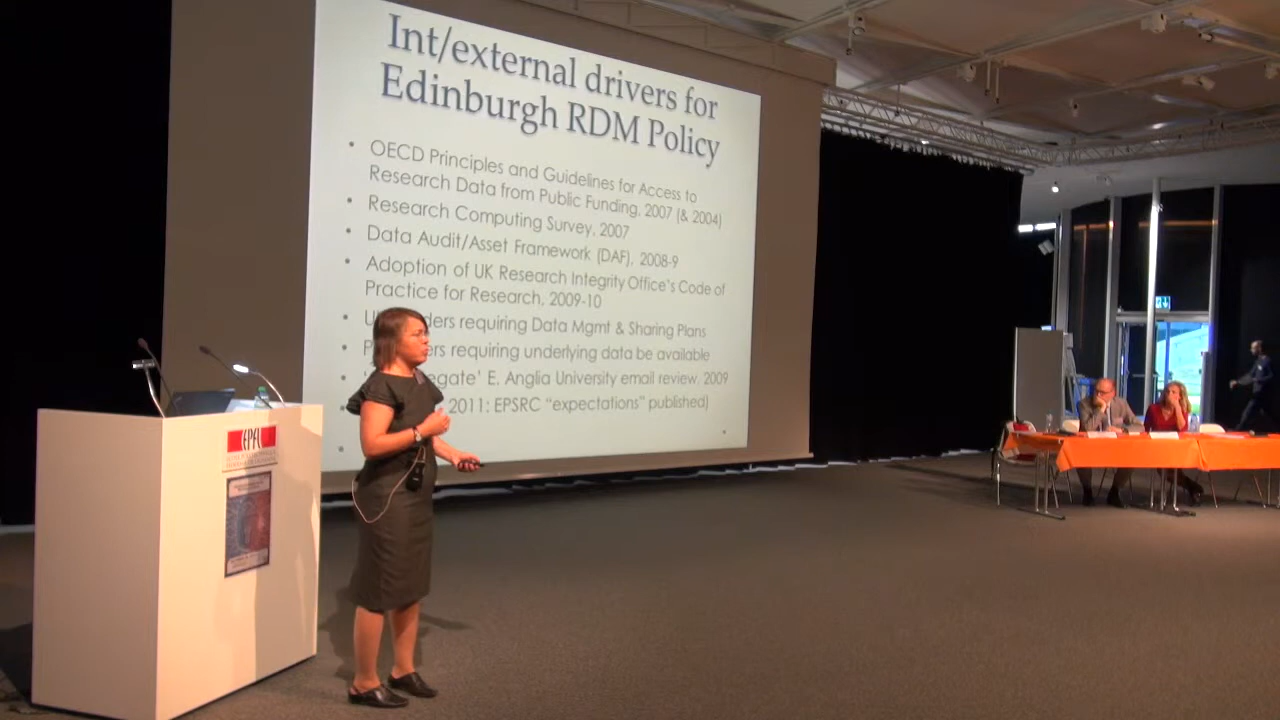 Int/external drivers for
Edinburgh RDM Policy
• OECD Principles and Guidelines for Access to
Research Data from Public Funding, 2007 (& 2004)
• Research Computing Survey, 2007
• Data Audit/Asset Framework (DAF), 2008-9
• Adoption of UK Research Integrity Office's Code of
Practice for Research, 2009-10
• requiring Data Mgmt & Sharing Plans
• requiring underlying data be available
• E. Anglia University email review, 2009
• 2011: EPSRC "expectations" published)
EPFL